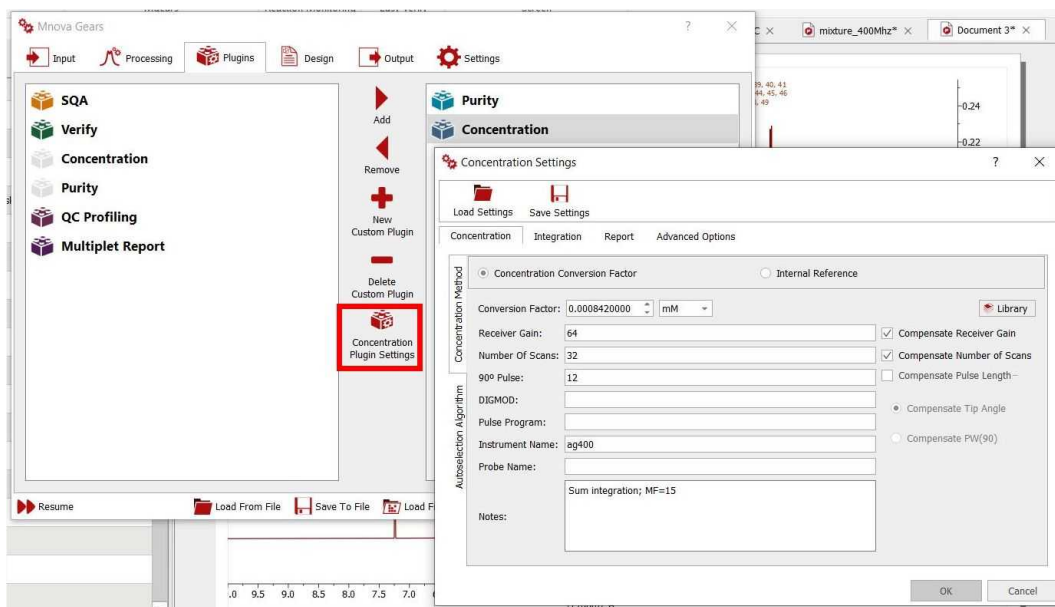 Mnova Gears
?
Input Processing Plugins Design Output Settings
SQA
Verify
Concentration
Purity
QC Profiling
Multiplet Report
Add
Remove
New
Custom Plugin
Delete
Custom Plugin
Concentration
Plugin Settings
Purity
Concentration
Resume
Load From File Save To File
mixture_400Mhz*
Document 3*
44, 45, 46
49
0.24
0.22
Concentration Settings
?
Load Settings Save Settings
Concentration Integration Report Advanced Options
Concentration Method
Autoselection Algorithm
Concentration Conversion Factor Internal Reference
Conversion Factor: 0.0008420000 mM Library
Receiver Gain: 64 Compensate Receiver Gain
Number Of Scans: 32 Compensate Number of Scans
90º Pulse: 12 Compensate Pulse Length
DIGMOD:
Compensate Tip Angle
Pulse Program:
Compensate PW(90)
Instrument Name: ag400
Probe Name:
Notes: Sum integration; MF=15
OK Cancel
9.5 9.0 8.5 8.0 7.5 7.0